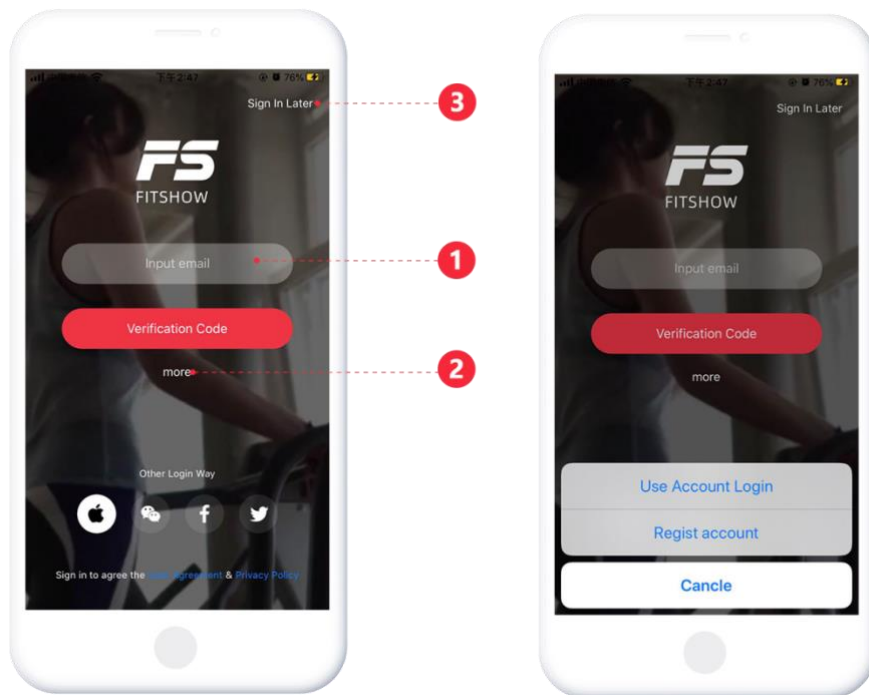 下午2:47
76%
Sign In Later
3
FS
FITSHOW
Input email
1
Verification Code
more
2
Other Login Way
Sign in to agree the & Privacy Policy
下午2:47
76%
Sign In Later
FS
FITSHOW
Input email
Verification Code
more
Use Account Login
Regist account
Cancle